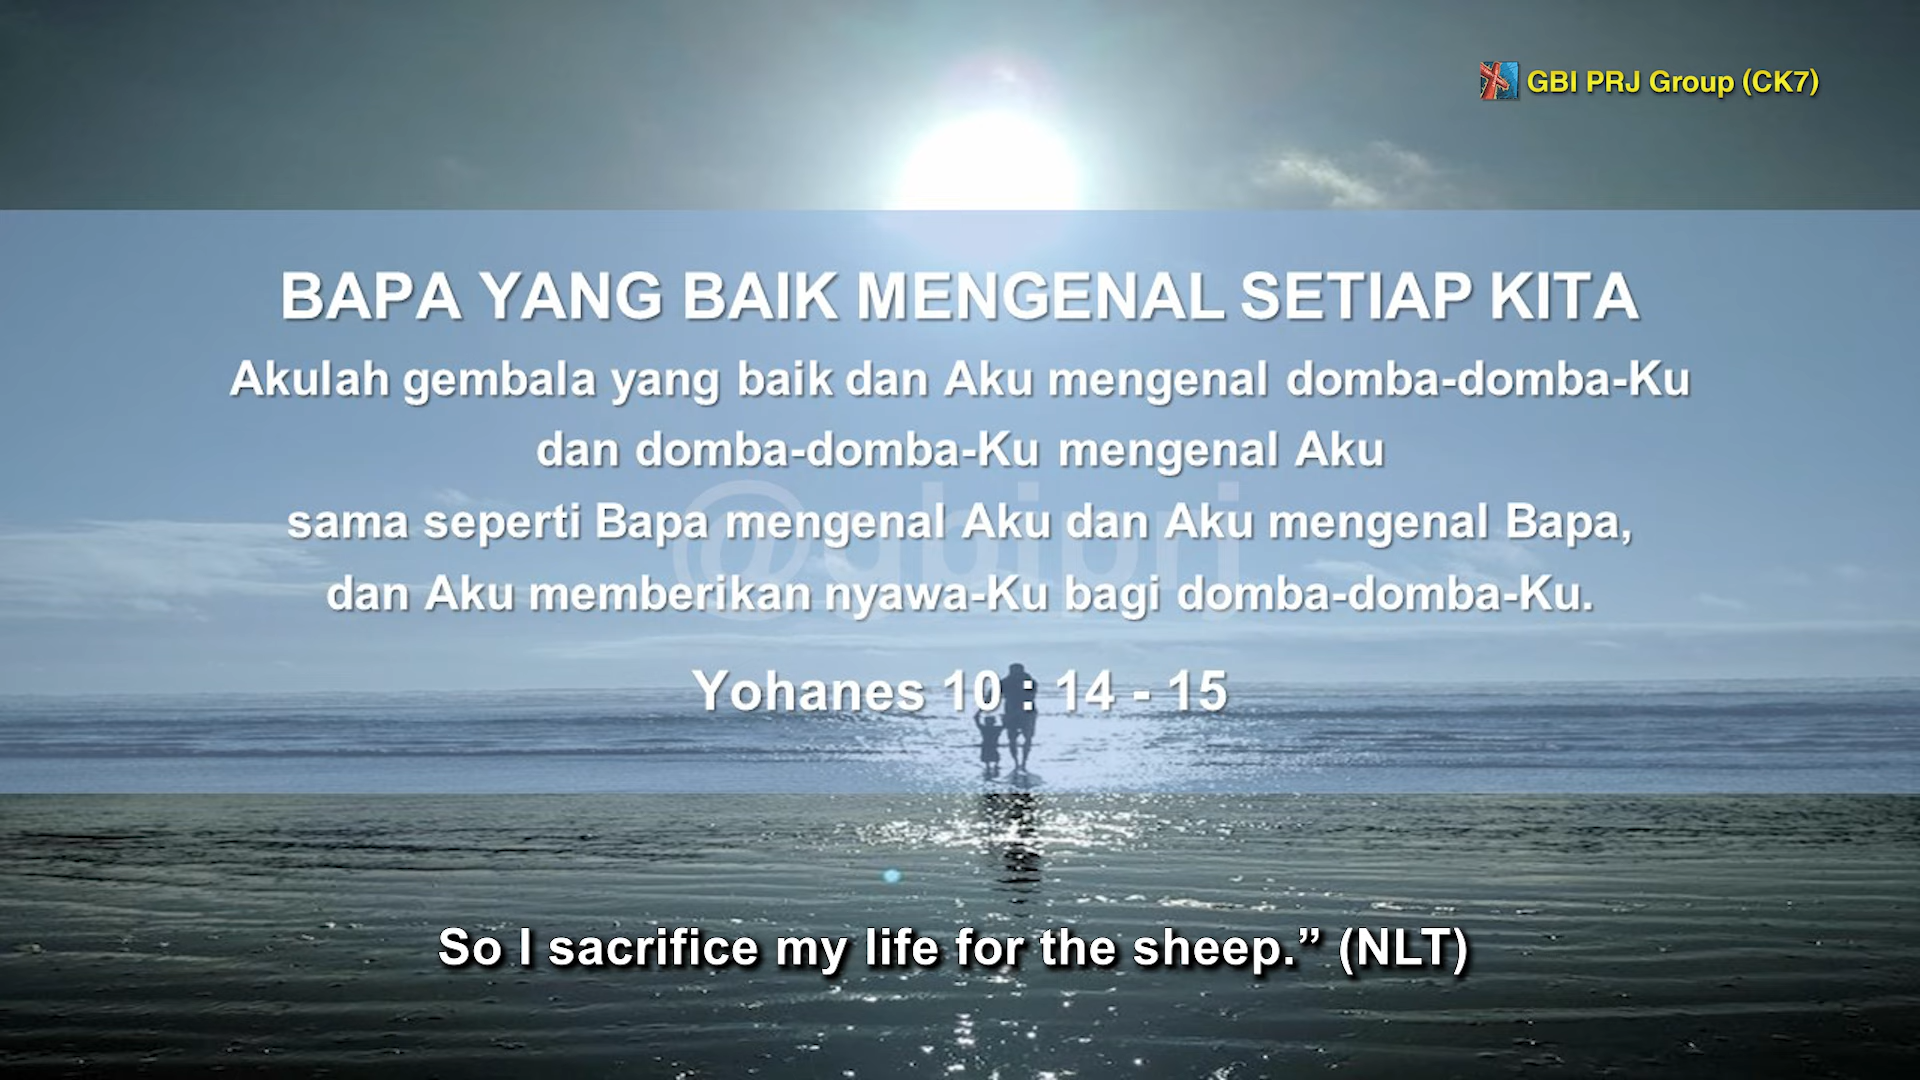 GBI PRJ Group (CK7)
BAPA YANG BAIK MENGENAL SETIAP KITA
Akulah gembala yang baik dan Aku mengenal domba-domba-Ku
dan domba-domba-Ku mengenal Aku
@gbiprj
sama seperti Bapa mengenal Aku dan Aku mengenal Bapa,
dan Aku memberikan nyawa-Ku bagi domba-domba-Ku.
Yohanes 10 : 14 - 15
So I sacrifice my life for the sheep.” (NLT)